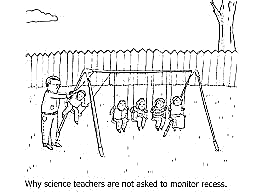 Why science teachers are not asked to monitor recess.